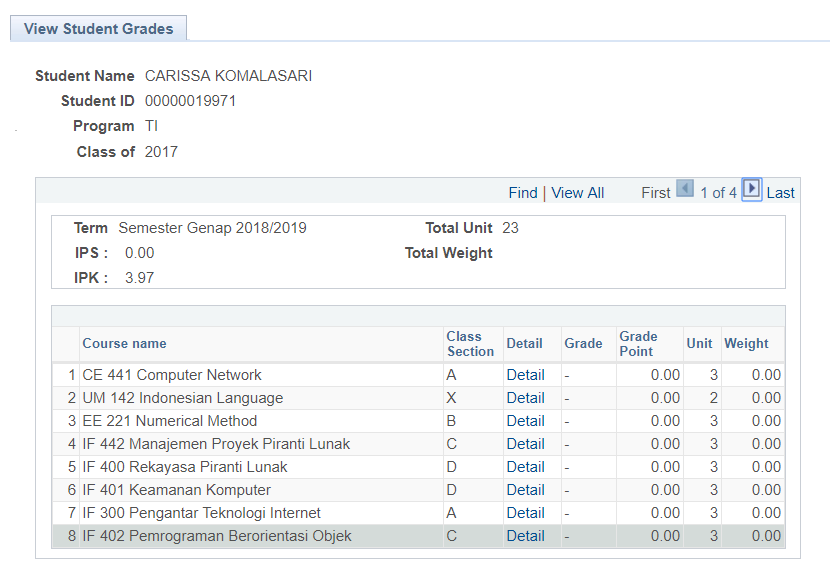 View Student Grades
Student Name CARISSA KOMALASARI
Student ID 00000019971
Program TI
Class of 2017
Find | View All First 1 of 4 Last
Term Semester Genap 2018/2019 Total Unit 23
IPS : 0.00 Total Weight
IPK : 3.97
Course name Class Section Detail Grade Grade Point Unit Weight
1 CE 441 Computer Network A Detail - 0.00 3 0.00
2 UM 142 Indonesian Language X Detail - 0.00 2 0.00
3 EE 221 Numerical Method B Detail - 0.00 3 0.00
4 IF 442 Manajemen Proyek Piranti Lunak C Detail - 0.00 3 0.00
5 IF 400 Rekayasa Piranti Lunak D Detail - 0.00 3 0.00
6 IF 401 Keamanan Komputer D Detail - 0.00 3 0.00
7 IF 300 Pengantar Teknologi Internet A Detail - 0.00 3 0.00
8 IF 402 Pemrograman Berorientasi Objek C Detail - 0.00 3 0.00